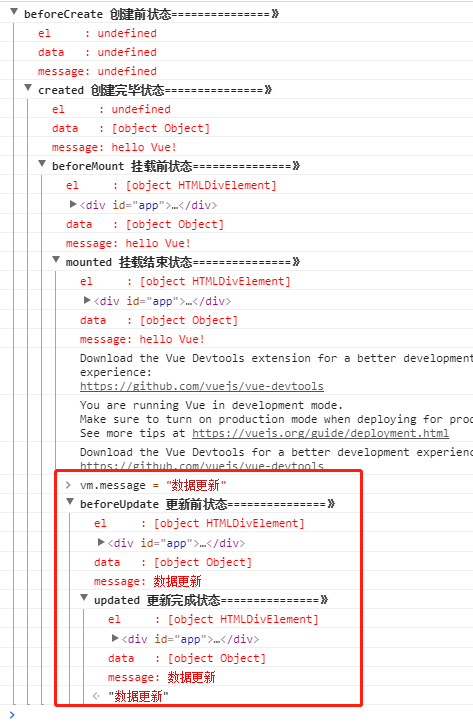 ▼ beforeCreate 创建前状态===============》
el : undefined
data : undefined
message: undefined
▼ created 创建完毕状态===============》
el : undefined
data : [object Object]
message: hello Vue!
▼ beforeMount 挂载前状态===============》
el : [object HTMLDivElement]
▶<div id="app">…</div>
data : [object Object]
message: hello Vue!
▼ mounted 挂载结束状态===============》
el : [object HTMLDivElement]
▶<div id="app">…</div>
data : [object Object]
message: hello Vue!
Download the Vue Devtools extension for a better development
experience:
https://github.com/vuejs/vue-devtools
You are running Vue in development mode.
Make sure to turn on production mode when deploying for prod
See more tips at https://vuejs.org/guide/deployment.html
Download the Vue Devtools for a better development experienc
https://github.com/vuejs/vue-devtools
> vm.message = "数据更新"
▼ beforeUpdate 更新前状态===============》
el : [object HTMLDivElement]
▶<div id="app">…</div>
data : [object Object]
message: 数据更新
▼ updated 更新完成状态===============》
el : [object HTMLDivElement]
▶<div id="app">…</div>
data : [object Object]
message: 数据更新
<· "数据更新"
>